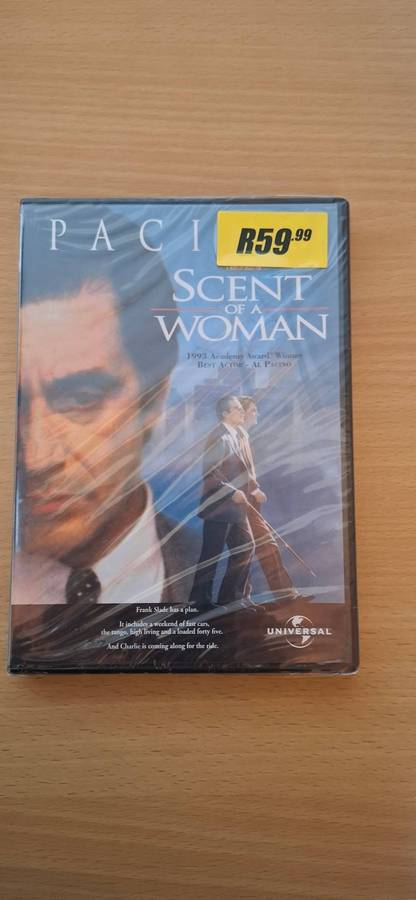 PACI
R59.99
SCENT
OF A
WOMAN
1993 Academy Award® Winner
BEST ACTOR - AL PACINO
Frank Slade has a plan.
It includes a weekend of fast cars,
the tango, high living and a loaded forty five.
And Charlie is coming along for the ride.
UNIVERSAL